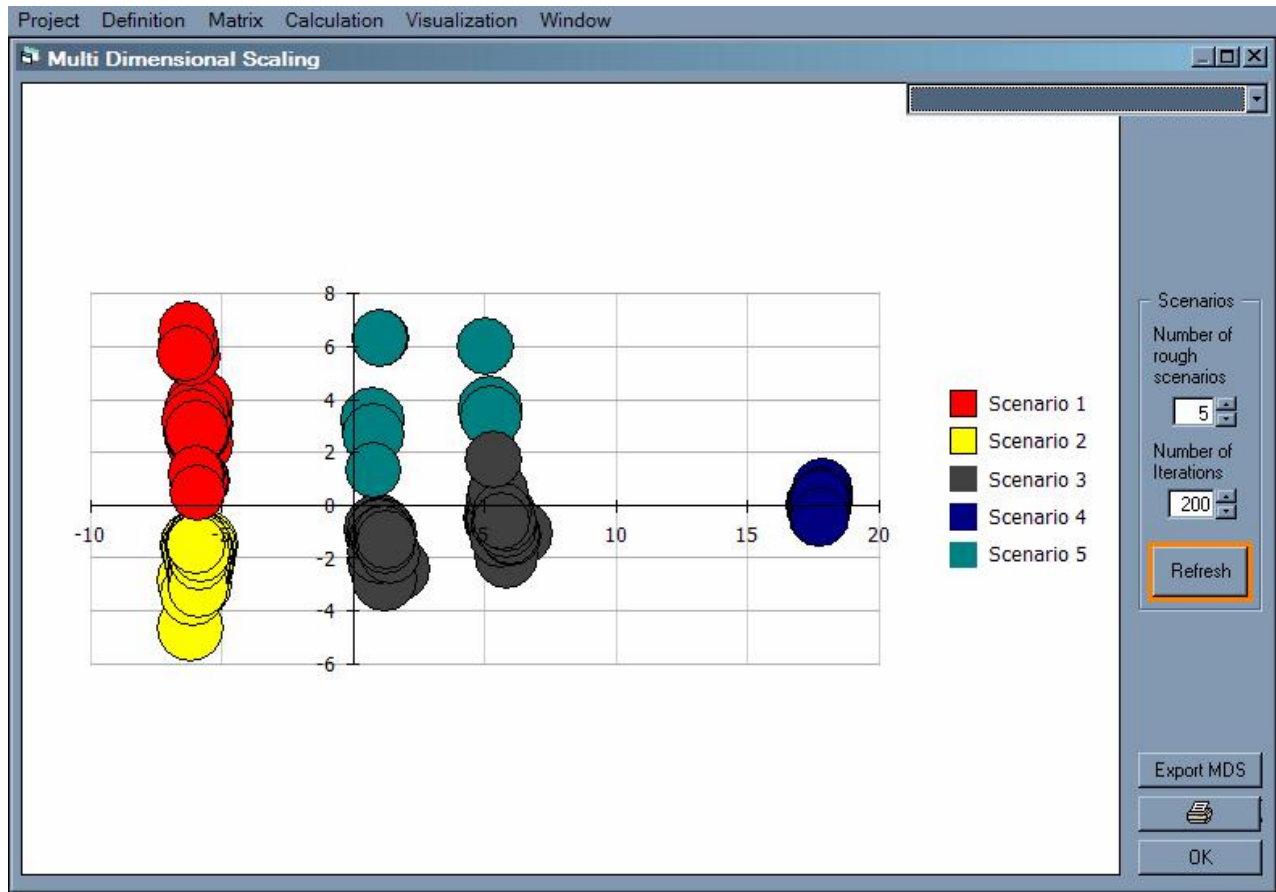 Project Definition Matrix Calculation Visualization Window
Multi Dimensional Scaling
8
6
4
2
0
-10
-5
5
10
15
20
-2
-4
-6
Scenario 1
Scenario 2
Scenario 3
Scenario 4
Scenario 5
Scenarios
Number of
rough
scenarios
5
Number of
Iterations
200
Refresh
Export MDS
OK